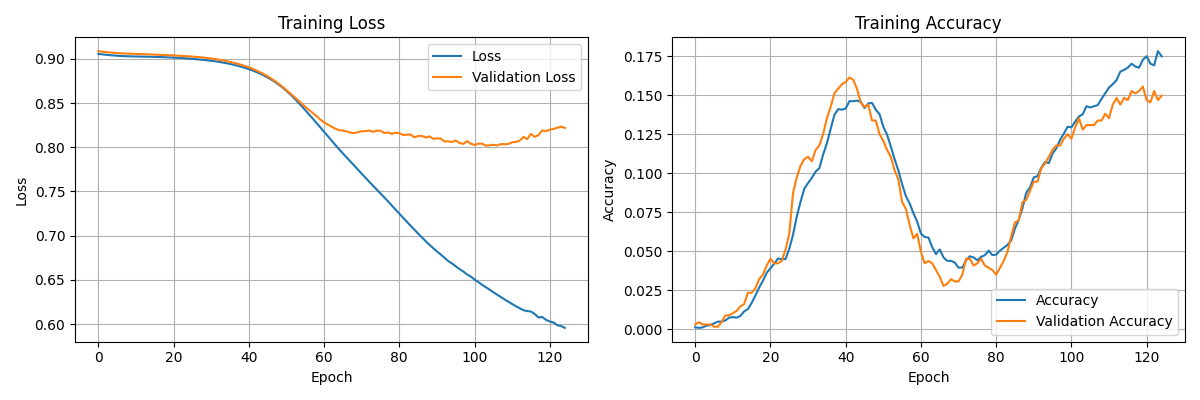 Training Loss
Loss
0.90
0.85
0.80
0.75
0.70
0.65
0.60
0
20
40
60
80
100
120
Epoch
Loss
Validation Loss
Training Accuracy
Accuracy
0.175
0.150
0.125
0.100
0.075
0.050
0.025
0.000
0
20
40
60
80
100
120
Epoch
Accuracy
Validation Accuracy